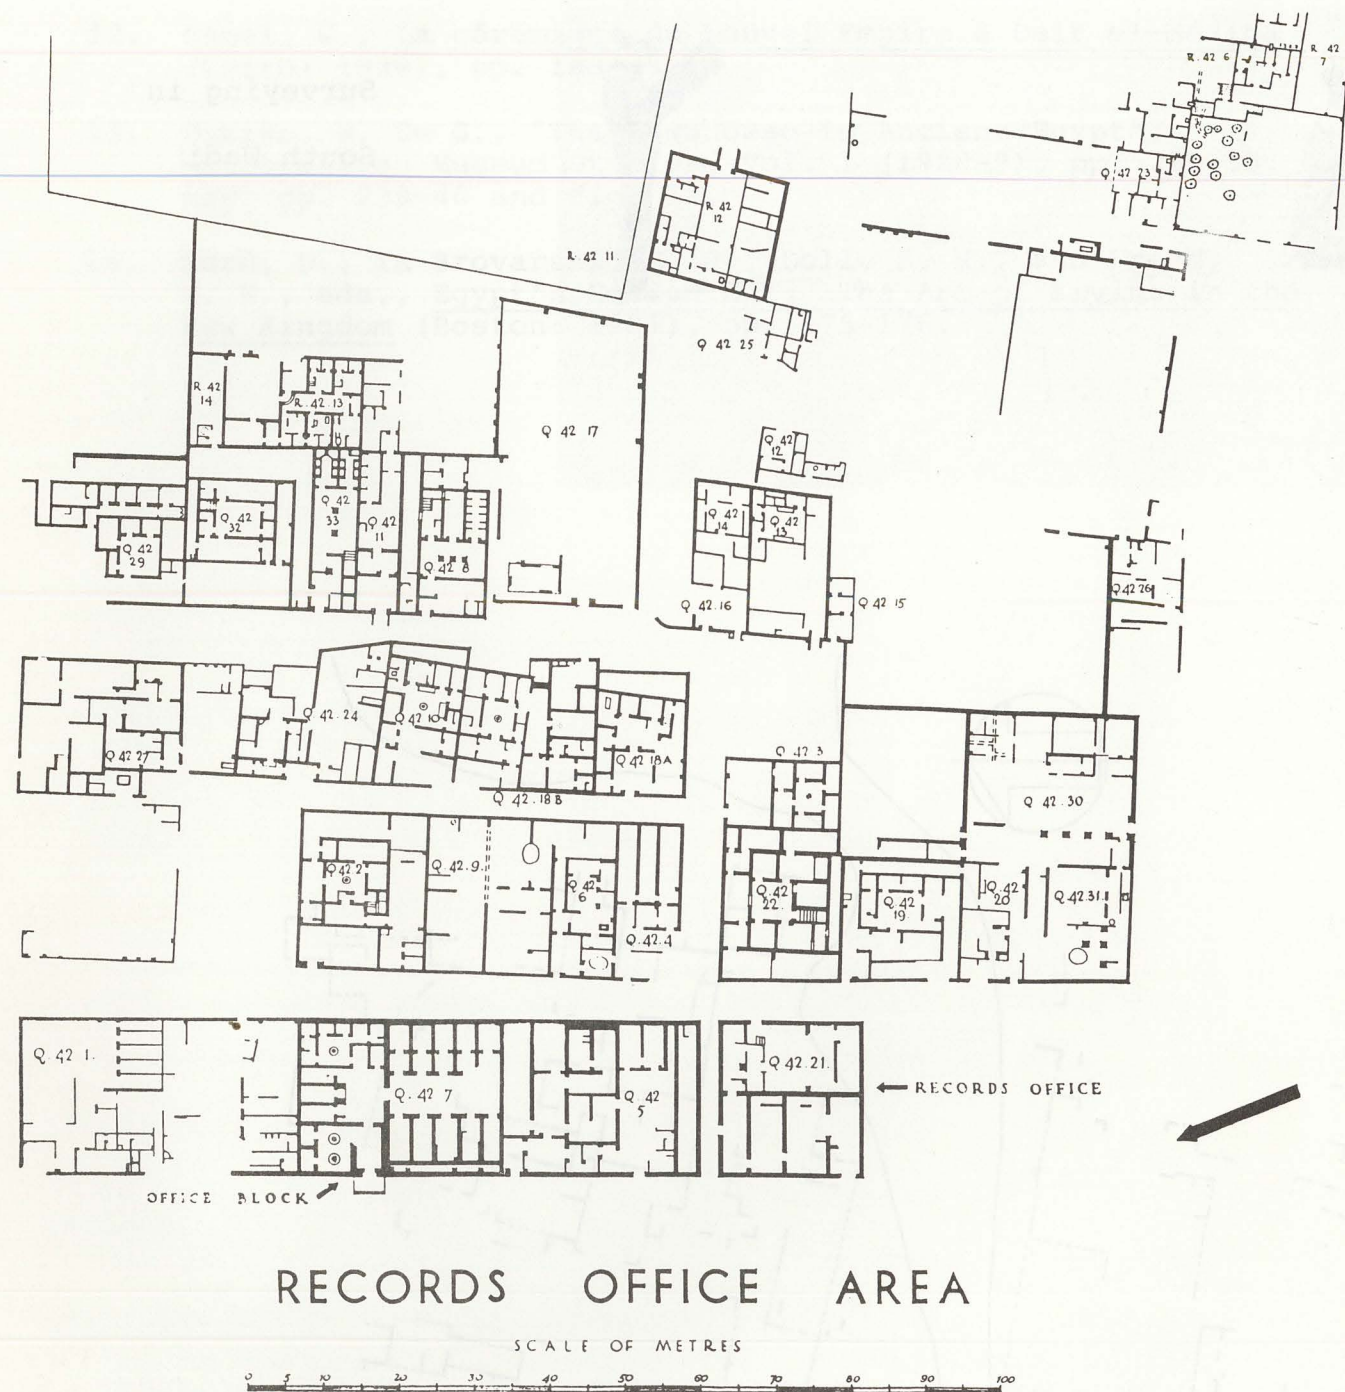 R. 42 6
R. 42
7
Q 42 23
R 42
12
R. 42 11
Q 42 25
R 42
14
R. 42. 13
Q 42 17
Q 42
12
Q 42
14
Q 42
13
Q 42
32
Q 42
33
Q 42
11
Q 42
29
Q. 42 8
Q 42 26
Q 42. 16
Q 42 15
Q 42. 24
Q 42 10
Q 42 27
Q 42 18A
Q. 42. 3
Q 42. 18B
Q 42. 30
Q 42. 2
Q. 42. 9.
Q 42
6
Q. 42. 4
Q. 42
22.
Q. 42
19.
Q. 42
20
Q. 42.31.
Q. 42 1.
Q. 42 7
Q. 42
5
Q 42.21.
RECORDS OFFICE
OFFICE BLOCK
RECORDS OFFICE AREA
SCALE OF METRES
0 5 10 20 30 40 50 60 70 80 90 100